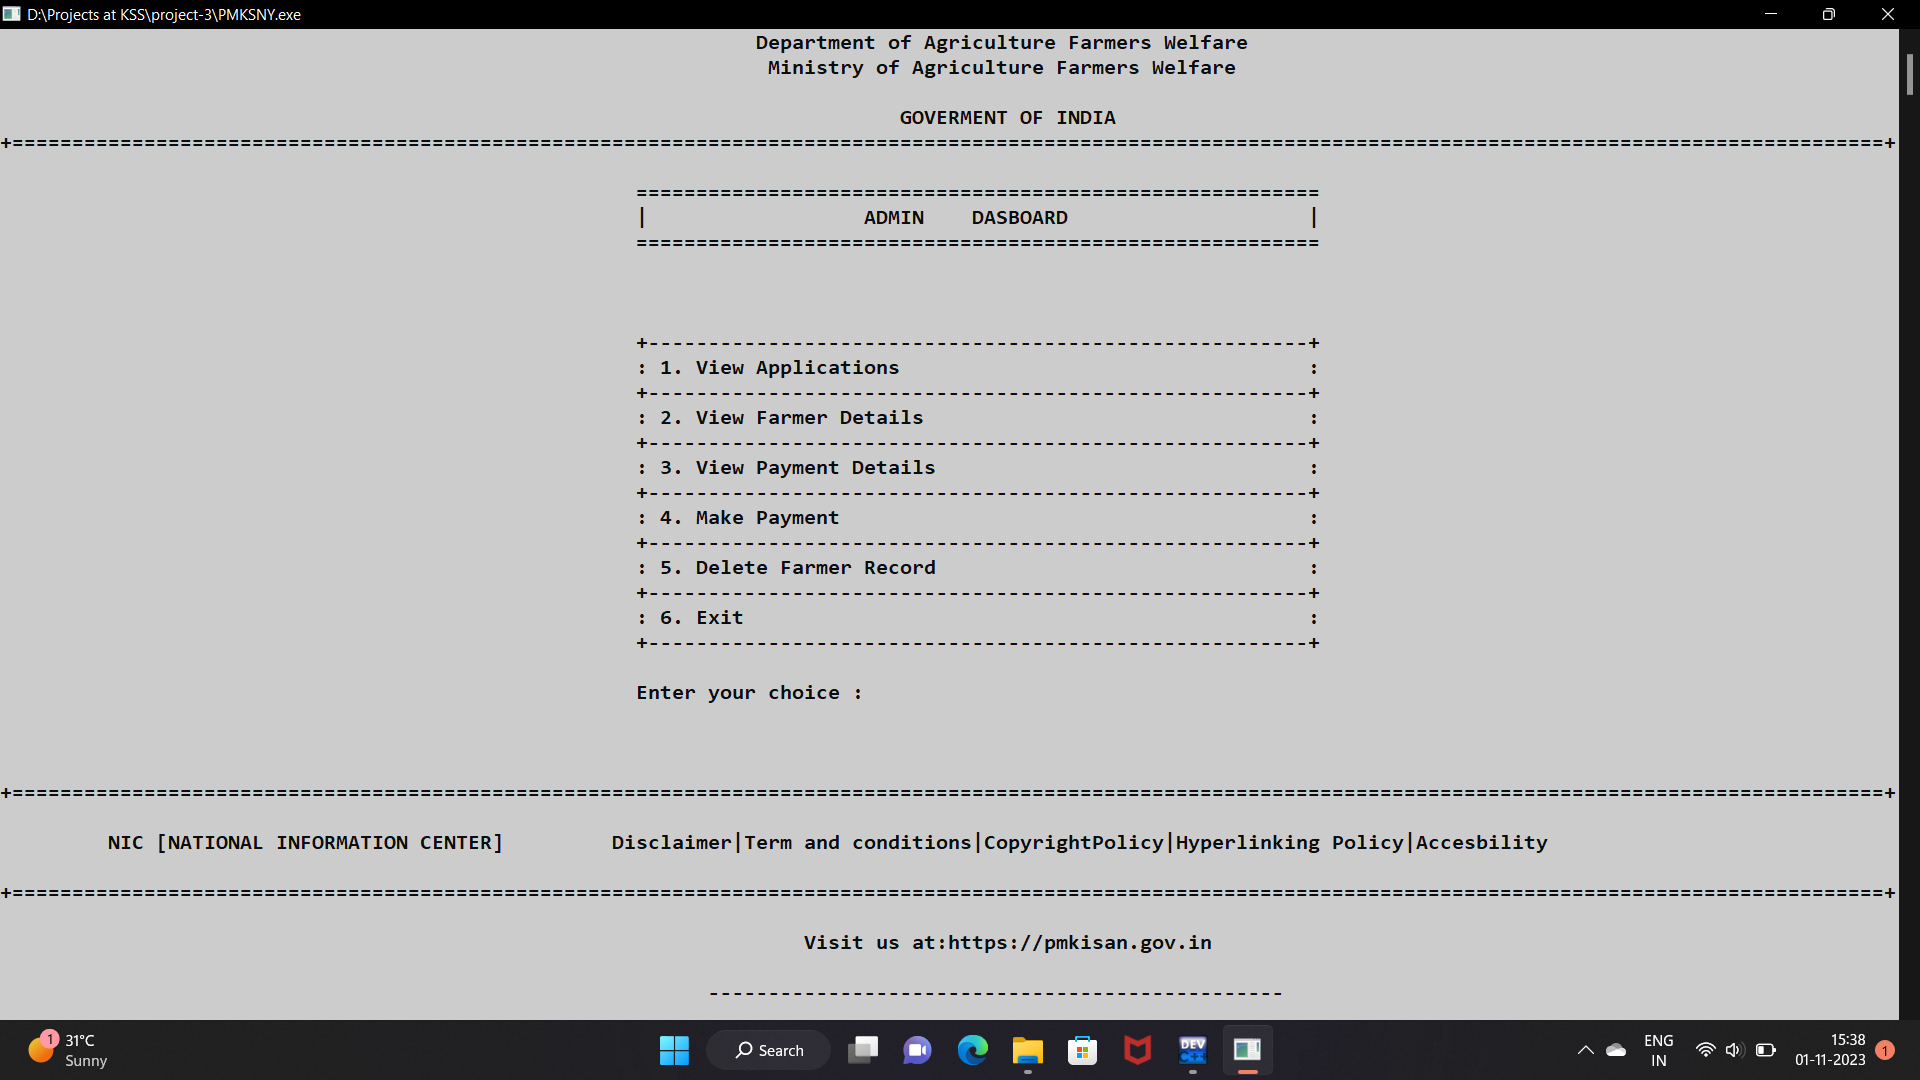 D:\Projects at KSS\project-3\PMKSNY.exe
Department of Agriculture Farmers Welfare
Ministry of Agriculture Farmers Welfare
GOVERMENT OF INDIA
ADMIN    DASBOARD
1. View Applications
2. View Farmer Details
3. View Payment Details
4. Make Payment
5. Delete Farmer Record
6. Exit
Enter your choice :
NIC [NATIONAL INFORMATION CENTER]    Disclaimer|Term and conditions|CopyrightPolicy|Hyperlinking Policy|Accesbility
Visit us at:https://pmkisan.gov.in
1
31°C
Sunny
Search
DEV
C++
ENG
IN
15:38
01-11-2023
1